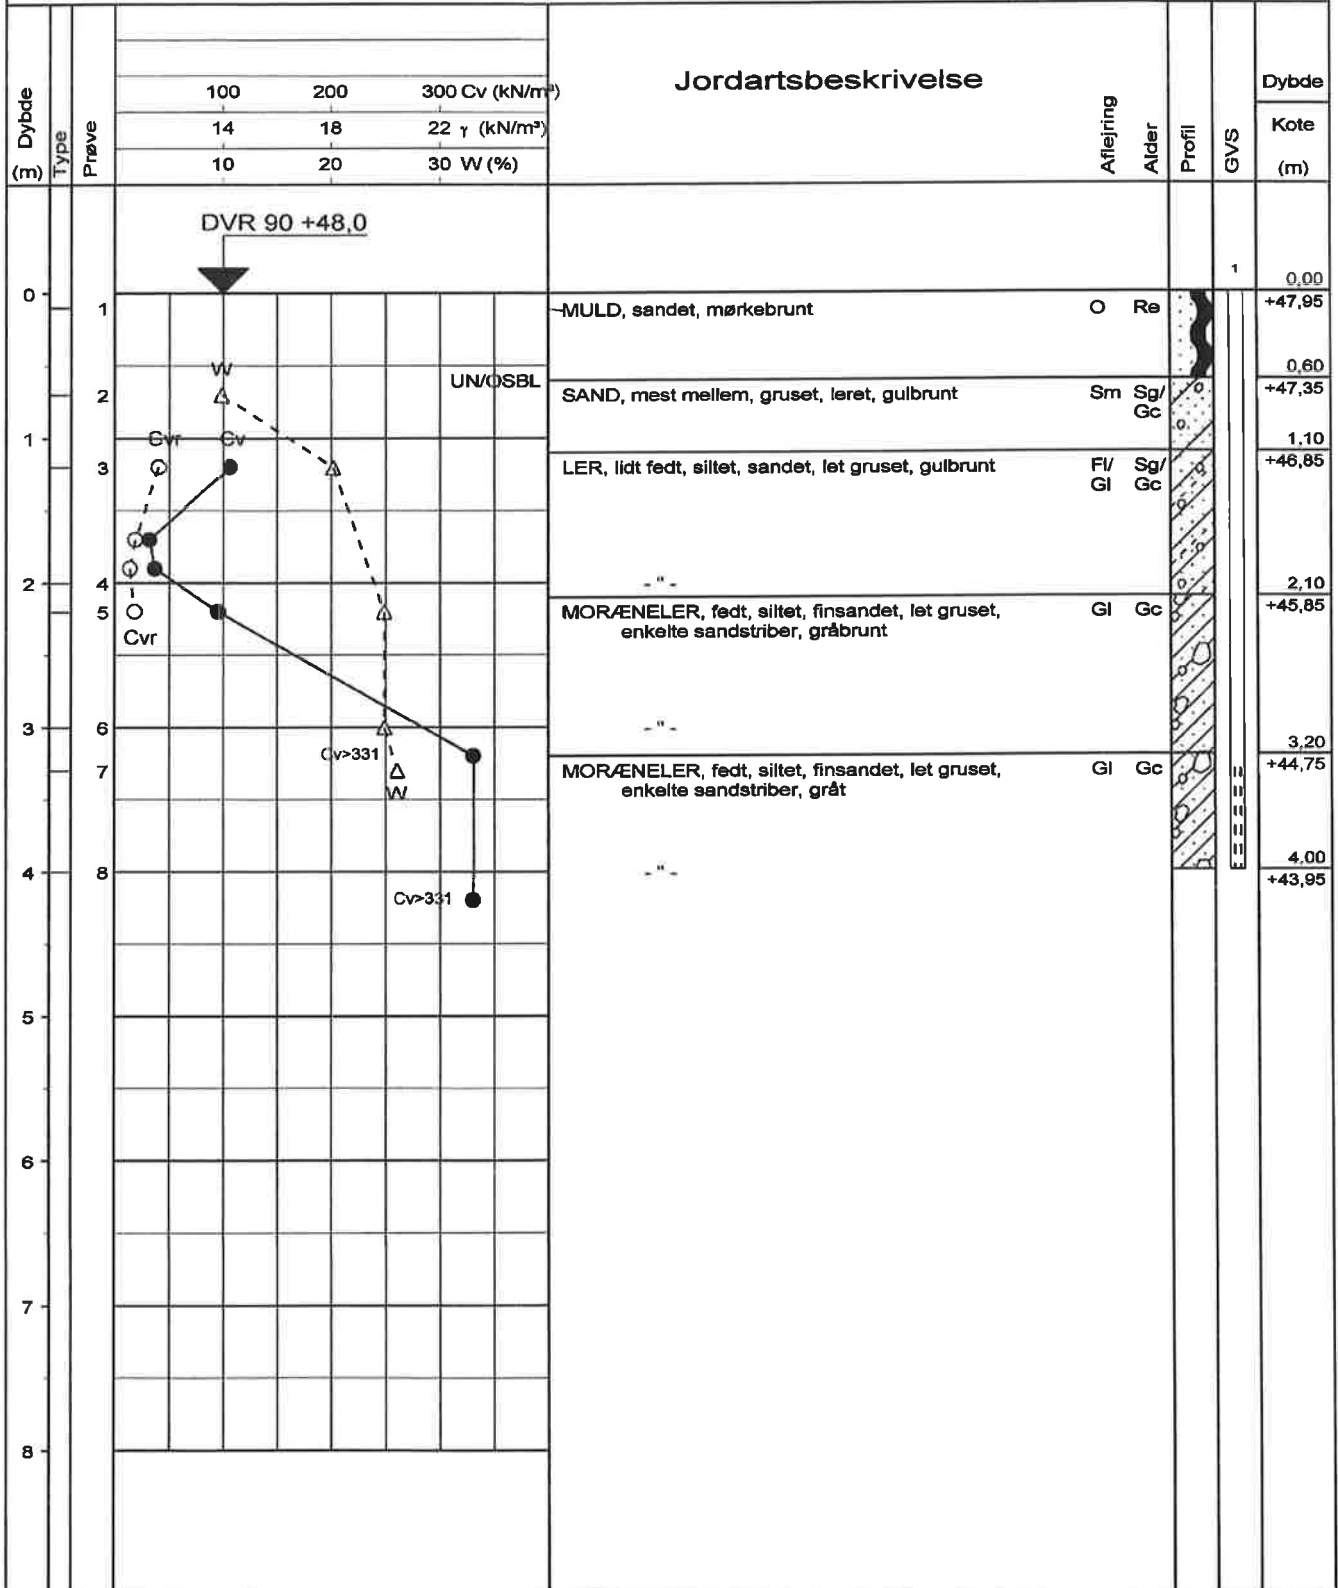 Jordartsbeskrivelse
Dybde (m)
Type
Prøve
100 200 300 Cv (kN/m²)
14 18 22 γ (kN/m³)
10 20 30 W (%)
Aflejring
Alder
Profil
GVS
Dybde
Kote
(m)
DVR 90 +48,0
1
0,00
0
1
MULD, sandet, mørkebrunt O Re
+47,95
0,60
W
UN/OSBL
2
SAND, mest mellem, gruset, leret, gulbrunt Sm Sg/
Gc
+47,35
1,10
1
Cvr Cv
3
LER, lidt fedt, siltet, sandet, let gruset, gulbrunt Fl/ Sg/
Gl Gc
+46,85
2
4
-"-
2,10
5
MORÆNELER, fedt, siltet, finsandet, let gruset, Gl Gc
enkelte sandstriber, gråbrunt
+45,85
Cvr
3
6
-"-
3,20
Cv>331
7
MORÆNELER, fedt, siltet, finsandet, let gruset, Gl Gc
enkelte sandstriber, gråt
+44,75
W
4
8
-"-
4,00
+43,95
Cv>331
5
6
7
8